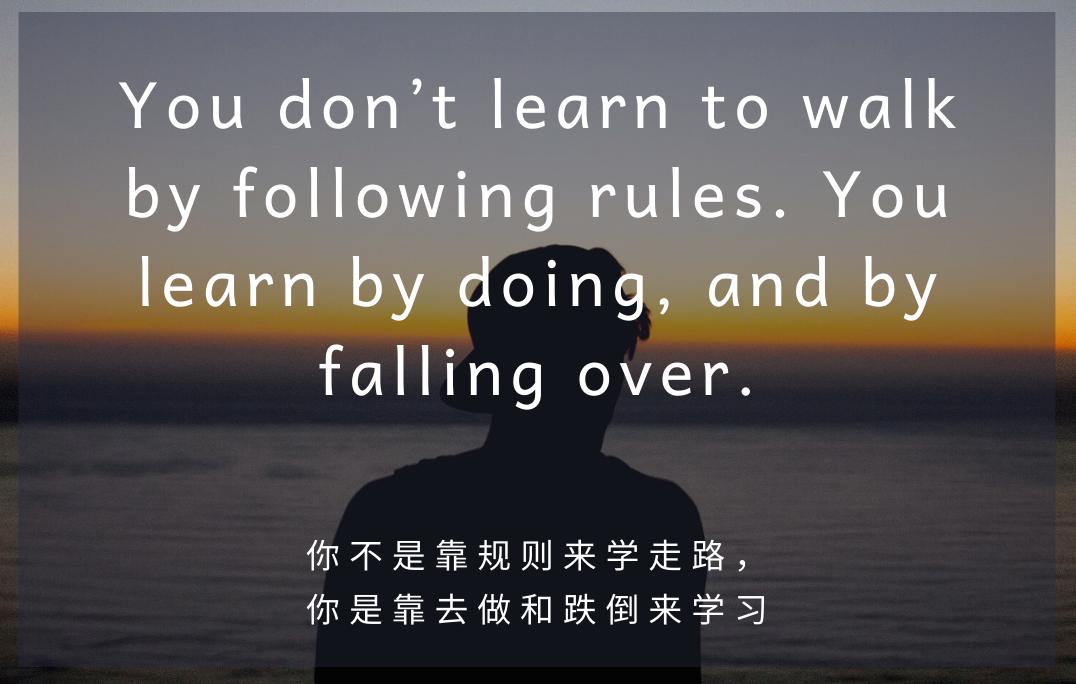 You don’t learn to walk
by following rules. You
learn by doing, and by
falling over.
你不是靠规则来学走路，
你是靠去做和跌倒来学习